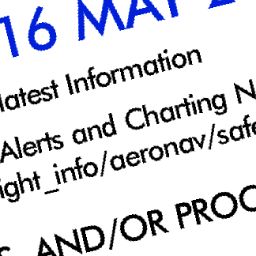 16 MAY 2
latest Information
Alerts and Charting N
ight_info/aeronav/safe
S, AND/OR PROC